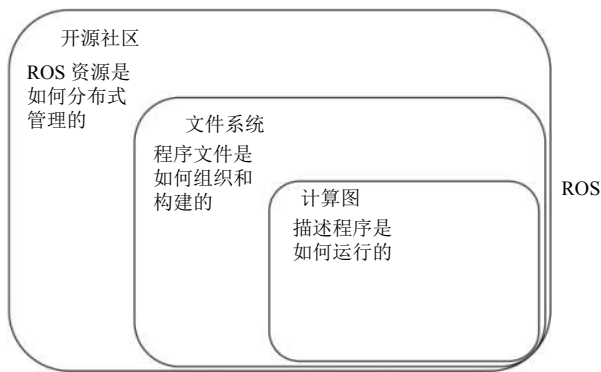 开源社区
ROS 资源是
如何分布式
管理的
文件系统
程序文件是
如何组织和
构建的
计算图
描述程序是
如何运行的
ROS